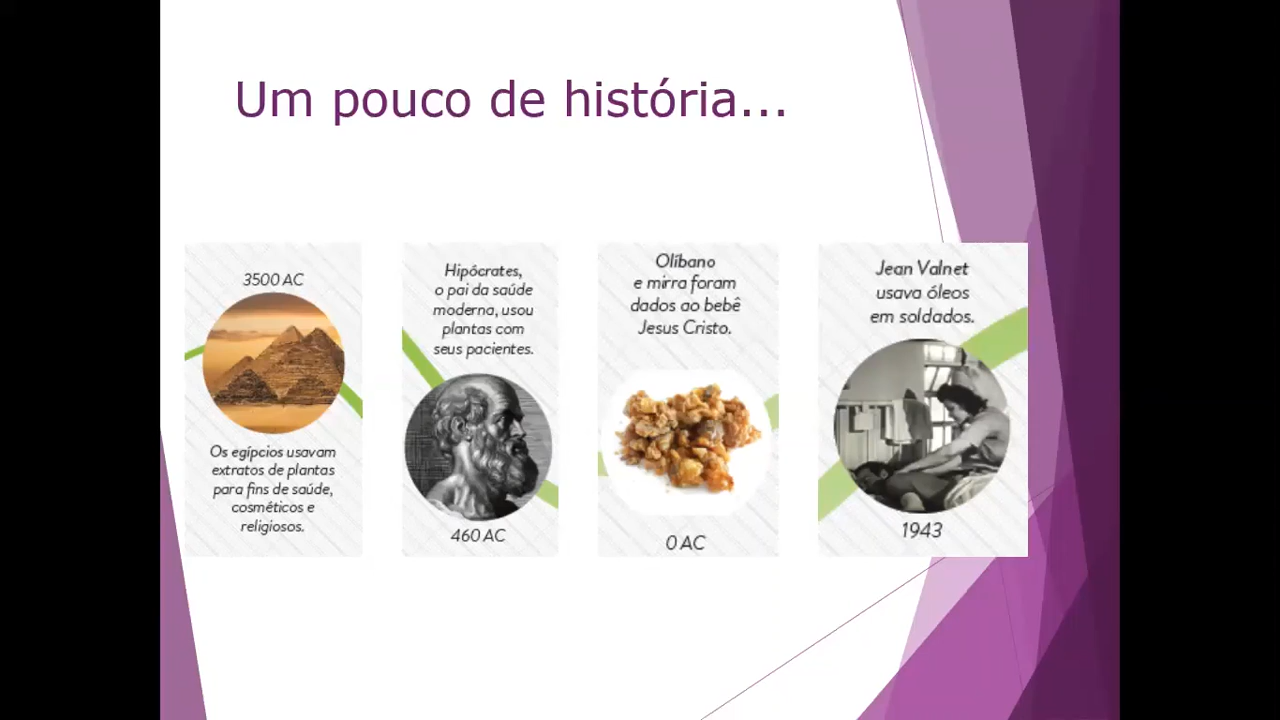 Um pouco de história...
3500 AC
Os egípcios usavam
extratos de plantas
para fins de saúde,
cosméticos e
religiosos.
Hipócrates,
o pai da saúde
moderna, usou
plantas com
seus pacientes.
460 AC
Olíbano
e mirra foram
dados ao bebê
Jesus Cristo.
0 AC
Jean Valnet
usava óleos
em soldados.
1943